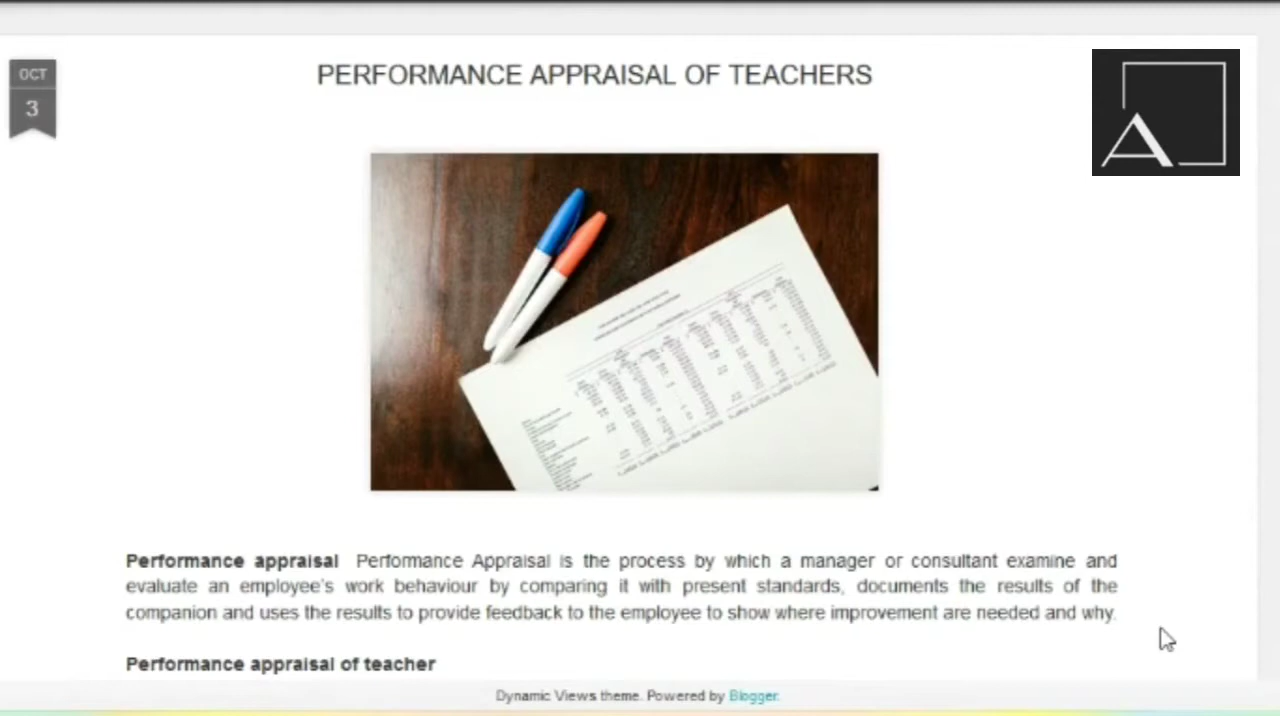 OCT
3
PERFORMANCE APPRAISAL OF TEACHERS
A
Performance appraisal Performance Appraisal is the process by which a manager or consultant examine and
evaluate an employee's work behaviour by comparing it with present standards, documents the results of the
companion and uses the results to provide feedback to the employee to show where improvement are needed and why.
Performance appraisal of teacher
Dynamic Views theme. Powered by Blogger.